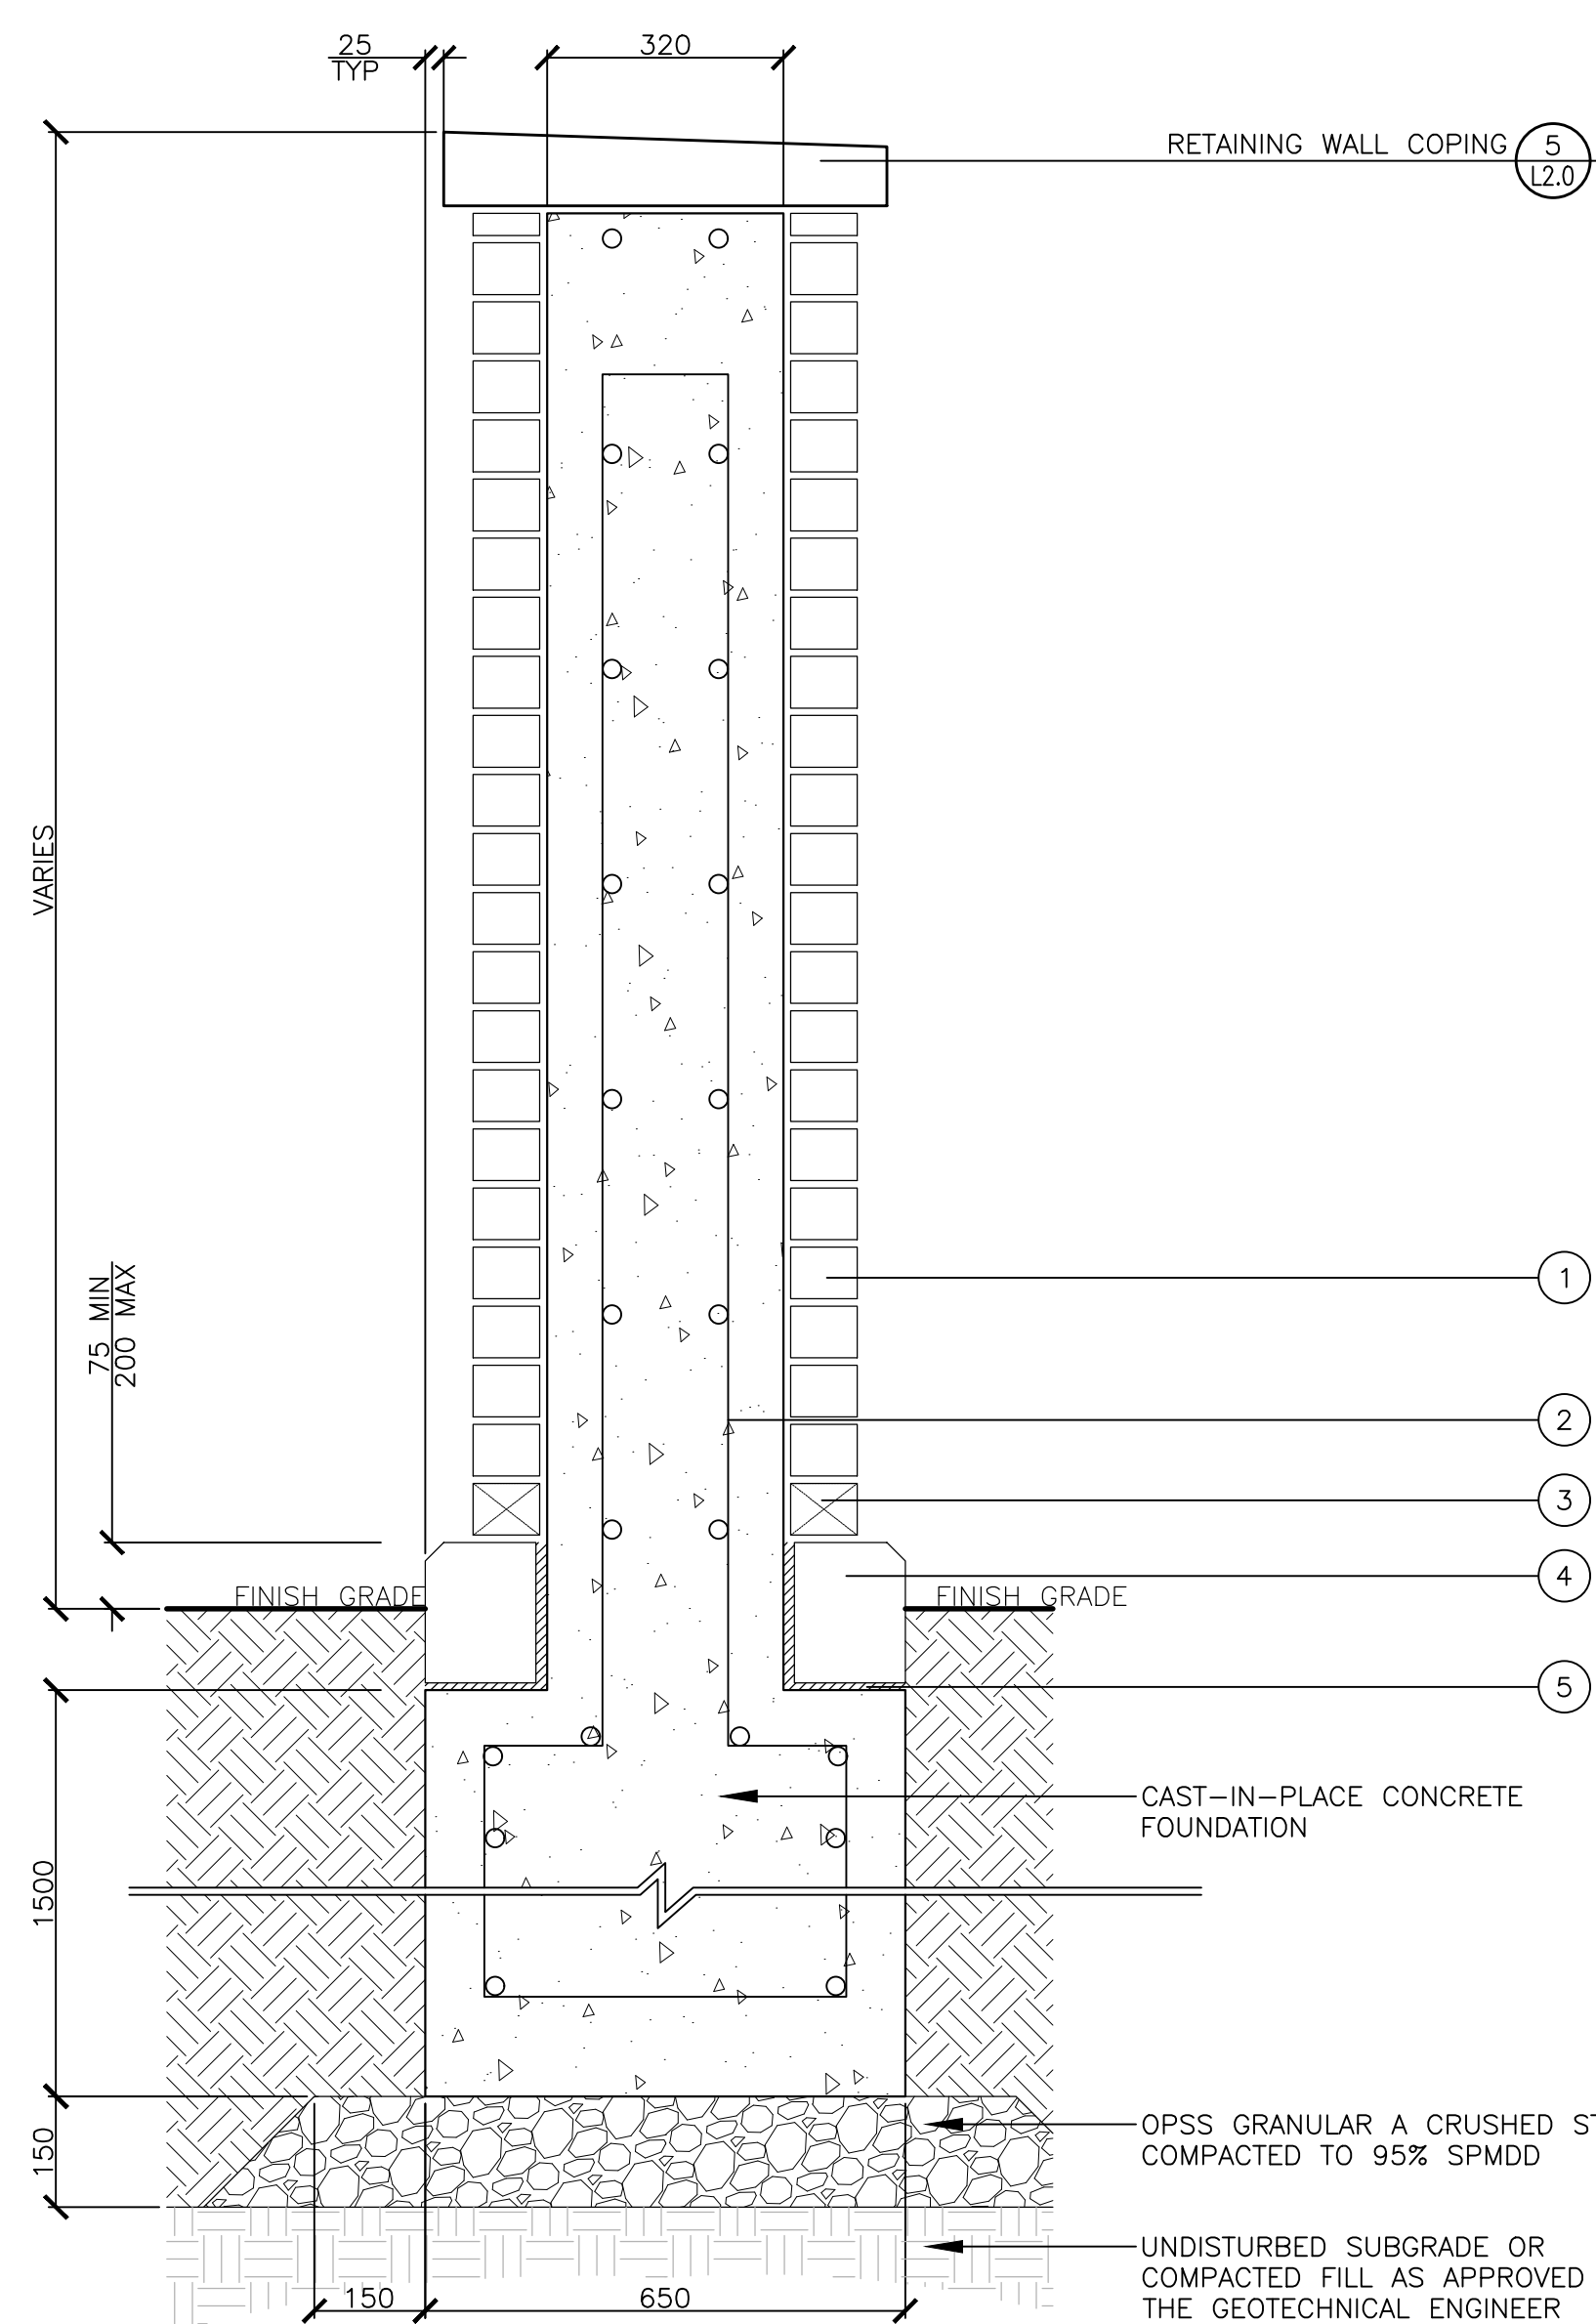 25
TYP
320
RETAINING WALL COPING
5
L2.0
VARIES
75 MIN
200 MAX
1
2
3
4
FINISH GRADE
FINISH GRADE
5
CAST-IN-PLACE CONCRETE
FOUNDATION
1500
150
OPSS GRANULAR A CRUSHED
COMPACTED TO 95% SPMDD
UNDISTURBED SUBGRADE OR
COMPACTED FILL AS APPROVED
THE GEOTECHNICAL ENGINEER
150
650